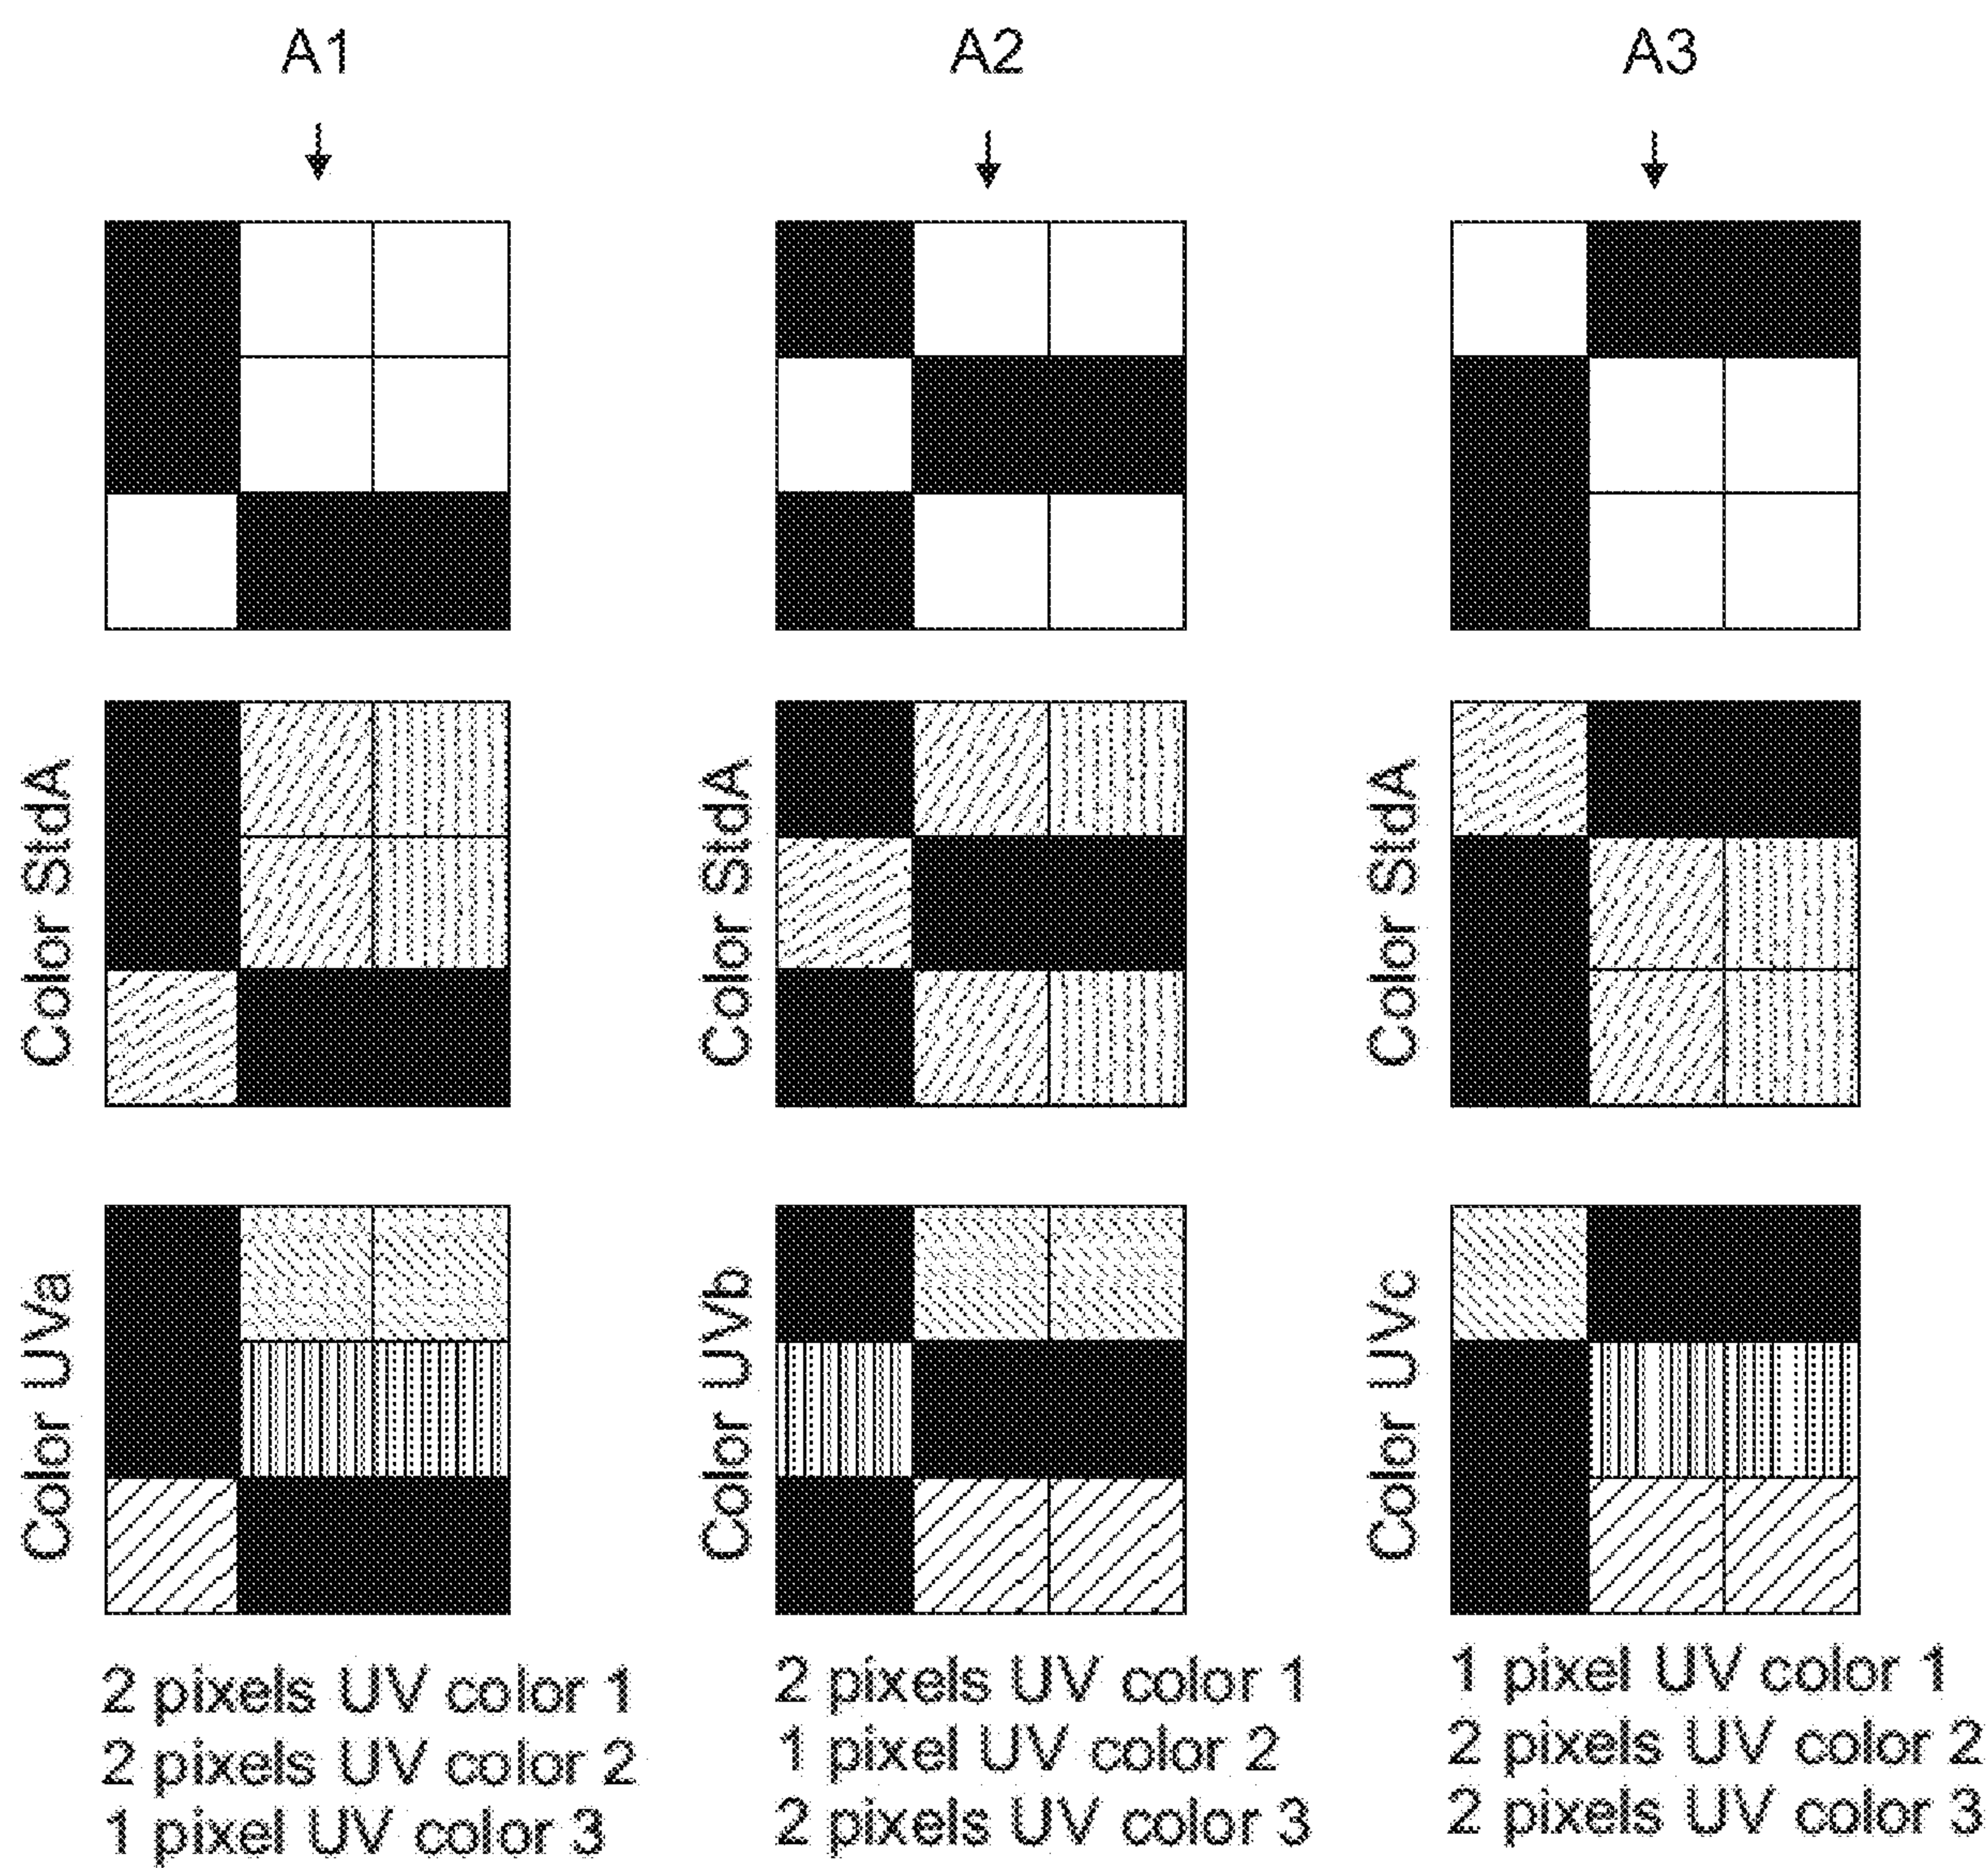 A1
A2
A3
Color StdA
Color StdA
Color StdA
Color UVa
Color UVb
Color UVc
2 pixels UV color 1
2 pixels UV color 2
1 pixel UV color 3
2 pixels UV color 1
1 pixel UV color 2
2 pixels UV color 3
1 pixel UV color 1
2 pixels UV color 2
2 pixels UV color 3